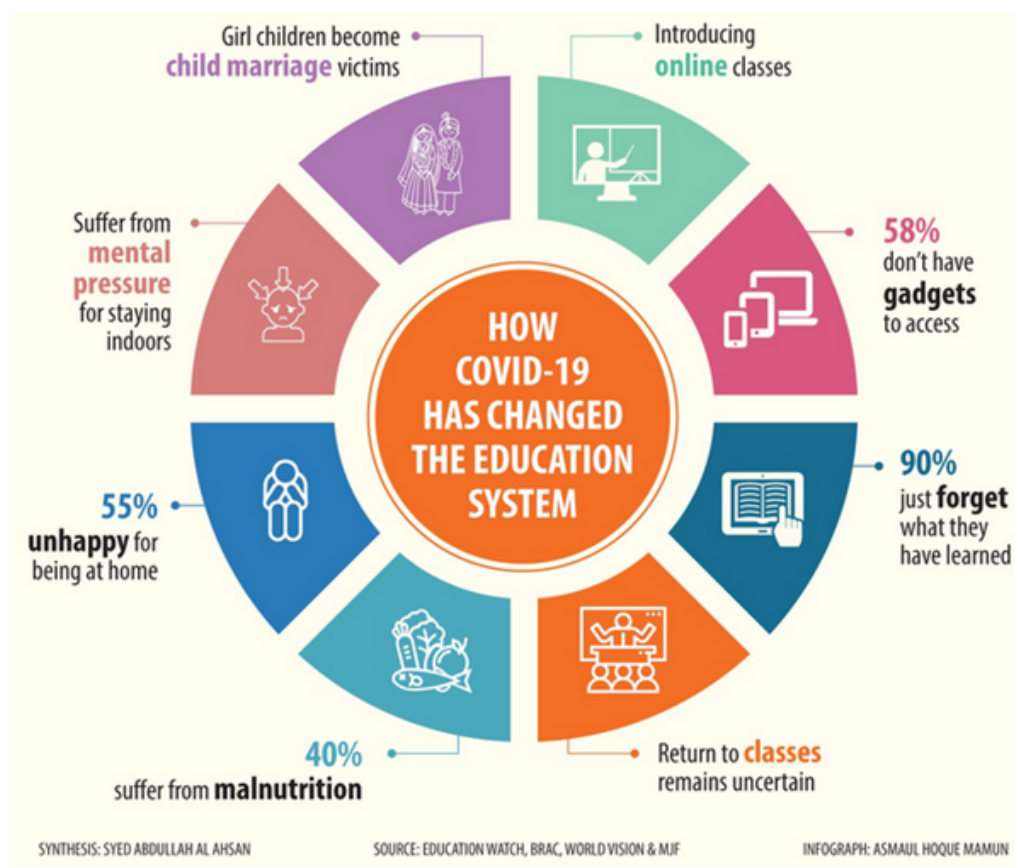 Girl children become
child marriage victims
Introducing
online classes
Suffer from
mental
pressure
for staying
indoors
58%
don't have
gadgets
to access
HOW
COVID-19
HAS CHANGED
THE EDUCATION
SYSTEM
55%
unhappy for
being at home
90%
just forget
what they
have learned
40%
suffer from malnutrition
Return to classes
remains uncertain
SYNTHESIS: SYED ABDULLAH AL AHSAN
SOURCE: EDUCATION WATCH, BRAC, WORLD VISION & MJF
INFOGRAPH: ASMAUL HOQUE MAMUN